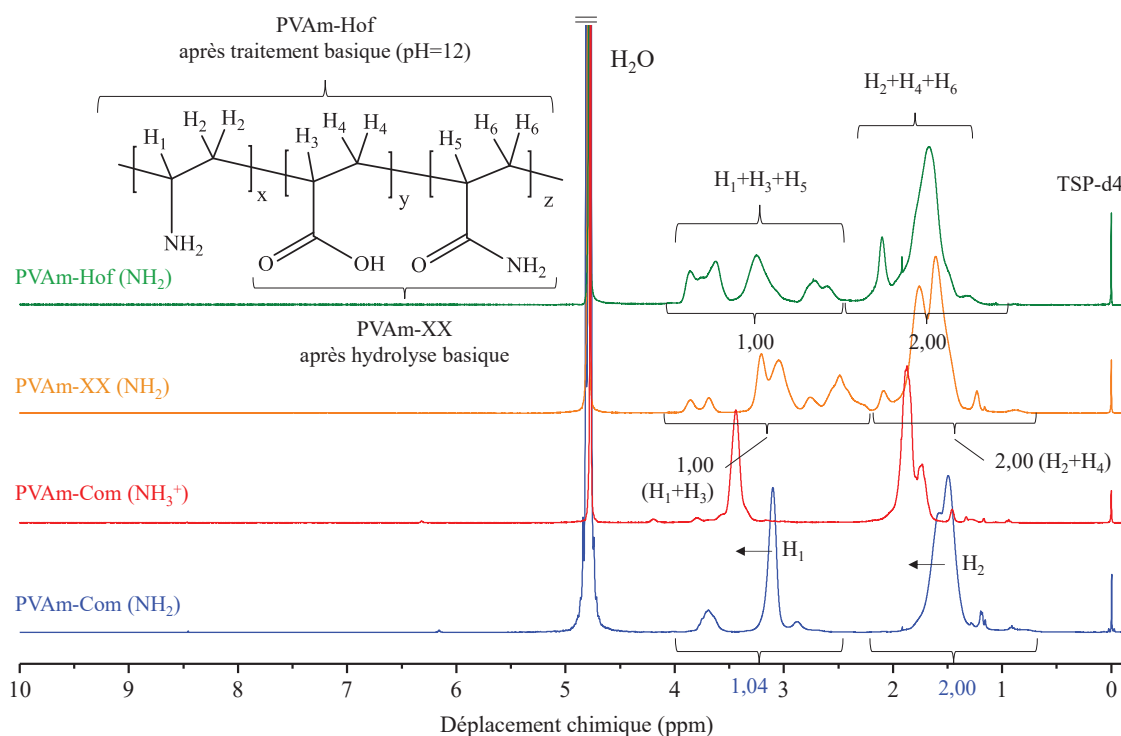 PVAm-Hof
après traitement basique (pH=12)
H₂O
H₂+H₄+H₆
H₁
H₂
H₂
H₃
H₄
H₄
H₅
H₆
H₆
x
y
z
NH₂
O
OH
O
NH₂
H₁+H₃+H₅
TSP-d4
PVAm-Hof (NH₂)
PVAm-XX
après hydrolyse basique
1,00
2,00
PVAm-XX (NH₂)
1,00
(H₁+H₃)
2,00 (H₂+H₄)
PVAm-Com (NH₃⁺)
H₁
H₂
PVAm-Com (NH₂)
10 9 8 7 6 5 4 3 2 1 0
1,04
2,00
Déplacement chimique (ppm)